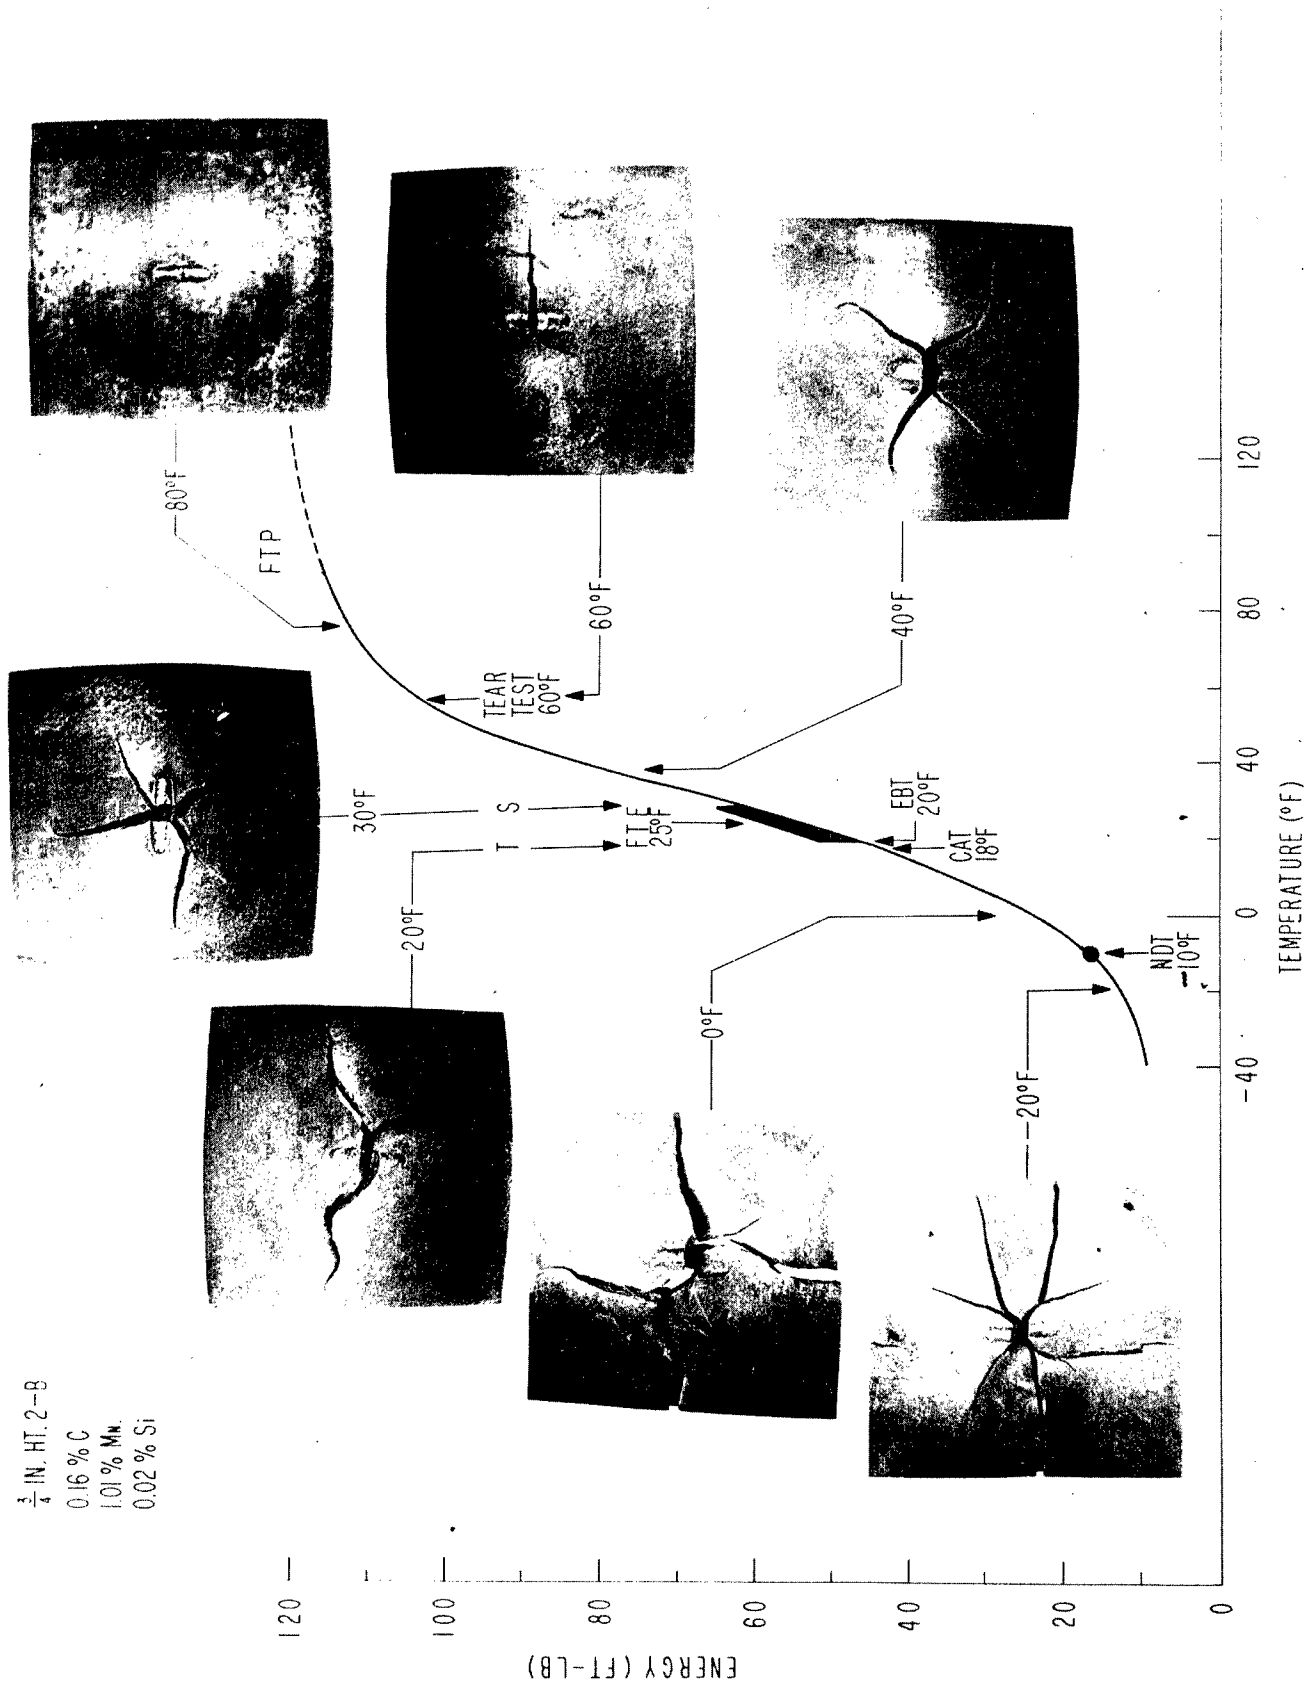 3/4 IN. HT. 2-B
0.16 % C
1.01 % Mn.
0.02 % Si
80°F
FTP
30°F
20°F
T
S
TEAR
TEST
60°F
60°F
FTE
25°F
40°F
EBT
20°F
CAT
18°F
0°F
NDT
-10°F
-20°F
ENERGY (FT-LB)
120
100
80
60
40
20
0
-40
0
40
80
120
TEMPERATURE (°F)